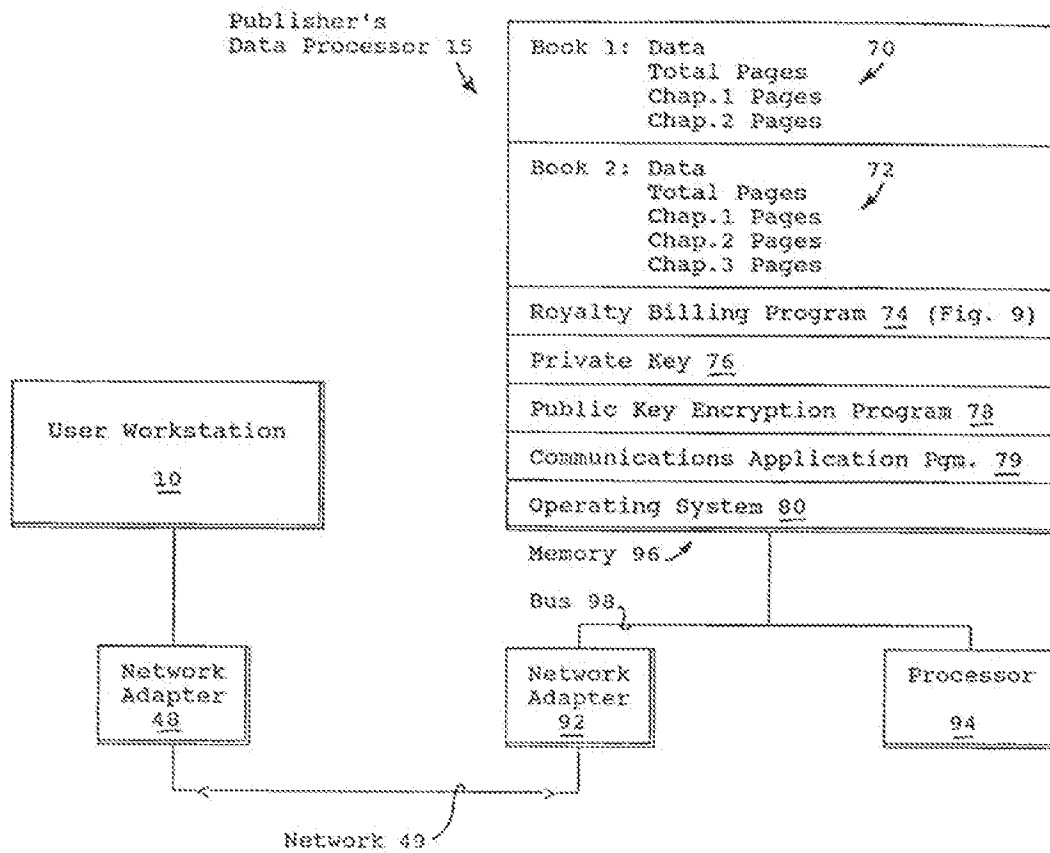 Publisher's
Data Processor 15
Book 1: Data 70
Total Pages
Chap.1 Pages
Chap.2 Pages
Book 2: Data 72
Total Pages
Chap.1 Pages
Chap.2 Pages
Chap.3 Pages
Royalty Billing Program 74 (Fig. 9)
Private Key 76
Public Key Encryption Program 78
Communications Application Pgm. 79
Operating System 80
User Workstation
10
Memory 96
Bus 98
Network
Adapter
48
Network
Adapter
92
Processor
94
Network 49